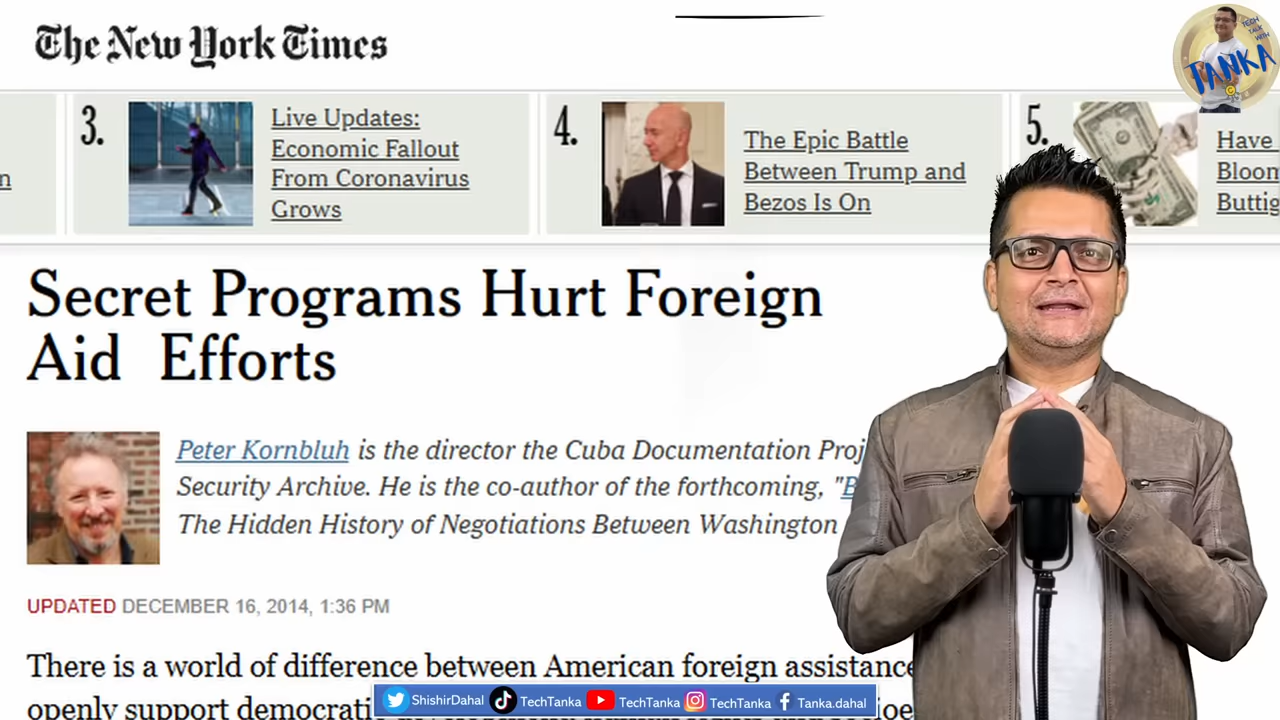 The New York Times
TECH
TALK
WITH
TANKA
3.
Live Updates:
Economic Fallout
From Coronavirus
Grows
4.
The Epic Battle
Between Trump and
Bezos Is On
5.
Have
Secret Programs Hurt Foreign
Aid Efforts
Peter Kornbluh is the director the Cuba Documentation
Security Archive. He is the co-author of the forthcoming, "
The Hidden History of Negotiations Between Washington
UPDATED DECEMBER 16, 2014, 1:36 PM
There is a world of difference between American foreign assistance
openly support
ShishirDahal TechTanka TechTanka TechTanka Tanka.dahal